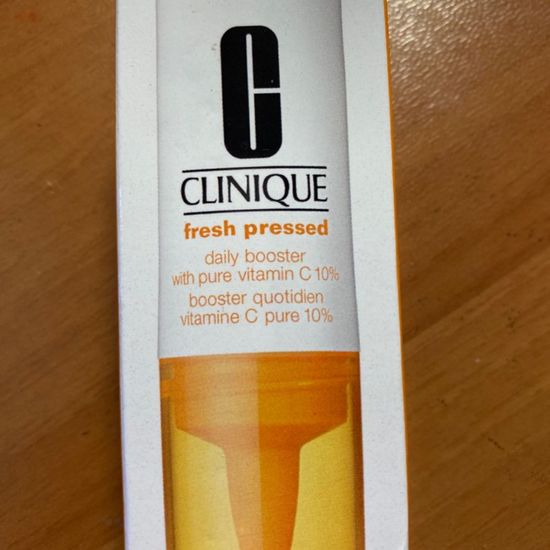 C
CLINIQUE
fresh pressed
daily booster
with pure vitamin C 10%
booster quotidien
vitamine C pure 10%